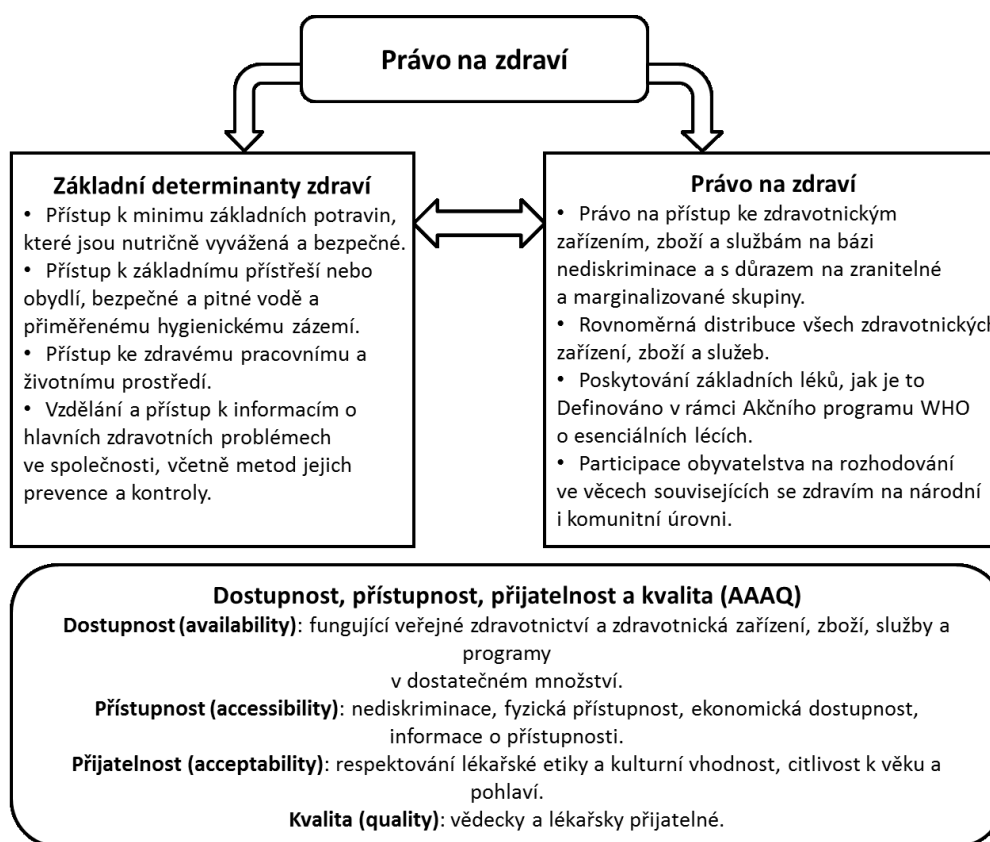 Právo na zdraví
Základní determinanty zdraví
• Přístup k minimu základních potravin,
které jsou nutričně vyvážená a bezpečné.
• Přístup k základnímu přístřeší nebo
obydlí, bezpečné a pitné vodě a
přiměřenému hygienickému zázemí.
• Přístup ke zdravému pracovnímu a
životnímu prostředí.
• Vzdělání a přístup k informacím o
hlavních zdravotních problémech
ve společnosti, včetně metod jejich
prevence a kontroly.
Právo na zdraví
• Právo na přístup ke zdravotnickým
zařízením, zboží a službám na bázi
nediskriminace a s důrazem na zranitelné
a marginalizované skupiny.
• Rovnoměrná distribuce všech zdravotnických
zařízení, zboží a služeb.
• Poskytování základních léků, jak je to
Definováno v rámci Akčního programu WHO
o esenciálních lécích.
• Participace obyvatelstva na rozhodování
ve věcech souvisejících se zdravím na národní
i komunitní úrovni.
Dostupnost, přístupnost, přijatelnost a kvalita (AAAQ)
Dostupnost (availability): fungující veřejné zdravotnictví a zdravotnická zařízení, zboží, služby a
programy
v dostatečném množství.
Přístupnost (accessibility): nediskriminace, fyzická přístupnost, ekonomická dostupnost,
informace o přístupnosti.
Přijatelnost (acceptability): respektování lékařské etiky a kulturní vhodnost, citlivost k věku a
pohlaví.
Kvalita (quality): vědecky a lékařsky přijatelné.